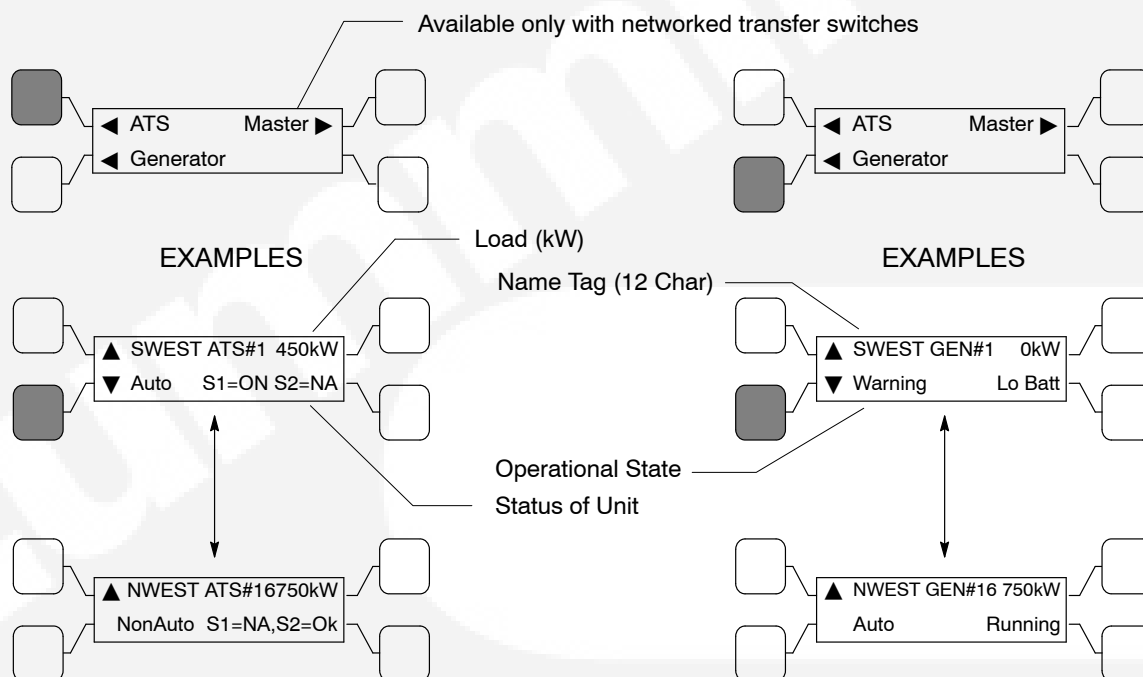 Available only with networked transfer switches
◀ ATS Master ▶
◀ Generator
◀ ATS Master ▶
◀ Generator
EXAMPLES
EXAMPLES
Load (kW)
Name Tag (12 Char)
▲ SWEST ATS#1 450kW
▼ Auto S1=ON S2=NA
▲ SWEST GEN#1 0kW
▼ Warning Lo Batt
Operational State
Status of Unit
▲ NWEST ATS#16750kW
NonAuto S1=NA,S2=Ok
▲ NWEST GEN#16 750kW
Auto Running